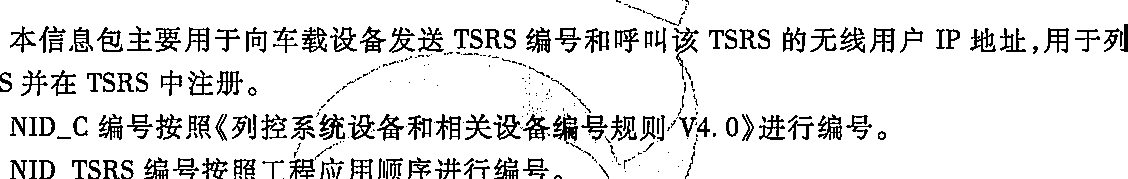 本信息包主要用于向车载设备发送 TSRS 编号和呼叫该 TSRS 的无线用户 IP 地址,用于列
S 并在 TSRS 中注册。
NID_C 编号按照《列控系统设备和相关设备编号规则 V4.0》进行编号。
NID_TSRS 编号按照工程应用顺序进行编号。